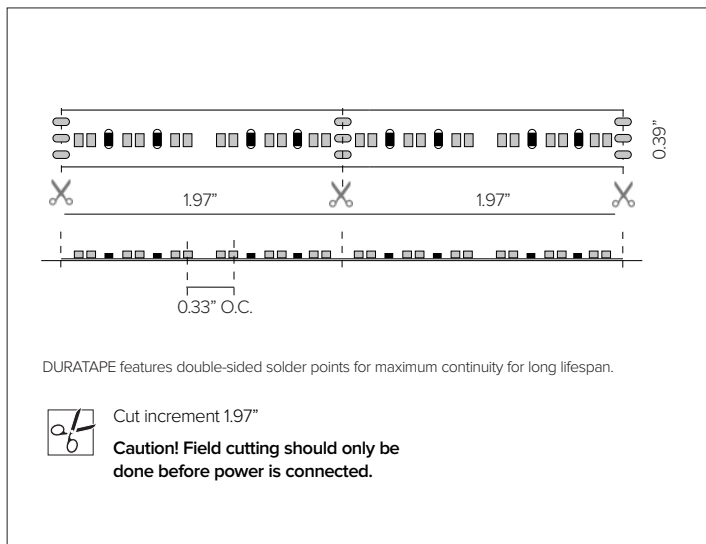 0.39”
1.97”
1.97”
0.33” O.C.
DURATAPE features double-sided solder points for maximum continuity for long lifespan.
Cut increment 1.97”
Caution! Field cutting should only be
done before power is connected.